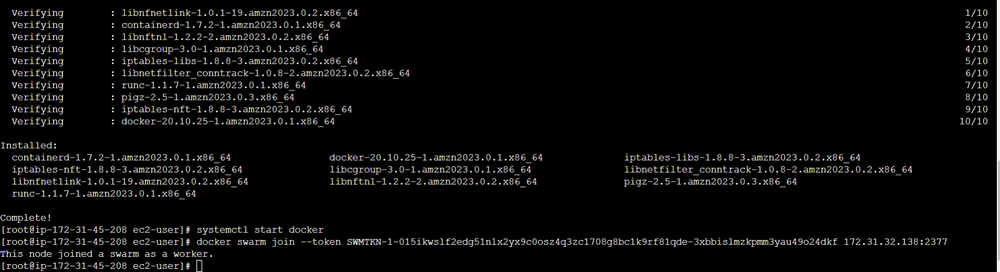 Verifying : libnfnetlink-1.0.1-19.amzn2023.0.2.x86_64 1/10
Verifying : containerd-1.7.2-1.amzn2023.0.1.x86_64 2/10
Verifying : libnftnl-1.2.2-2.amzn2023.0.2.x86_64 3/10
Verifying : libcgroup-3.0-1.amzn2023.0.1.x86_64 4/10
Verifying : iptables-libs-1.8.8-3.amzn2023.0.2.x86_64 5/10
Verifying : libnetfilter_conntrack-1.0.8-2.amzn2023.0.2.x86_64 6/10
Verifying : runc-1.1.7-1.amzn2023.0.1.x86_64 7/10
Verifying : pigz-2.5-1.amzn2023.0.3.x86_64 8/10
Verifying : iptables-nft-1.8.8-3.amzn2023.0.2.x86_64 9/10
Verifying : docker-20.10.25-1.amzn2023.0.1.x86_64 10/10
Installed:
containerd-1.7.2-1.amzn2023.0.1.x86_64 docker-20.10.25-1.amzn2023.0.1.x86_64 iptables-libs-1.8.8-3.amzn2023.0.2.x86_64
iptables-nft-1.8.8-3.amzn2023.0.2.x86_64 libcgroup-3.0-1.amzn2023.0.1.x86_64 libnetfilter_conntrack-1.0.8-2.amzn2023.0.2.x86_64
libnfnetlink-1.0.1-19.amzn2023.0.2.x86_64 libnftnl-1.2.2-2.amzn2023.0.2.x86_64 pigz-2.5-1.amzn2023.0.3.x86_64
runc-1.1.7-1.amzn2023.0.1.x86_64
Complete!
[root@ip-172-31-45-208 ec2-user]# systemctl start docker
[root@ip-172-31-45-208 ec2-user]# docker swarm join --token SWMTKN-1-015ikwslf2edg51nlx2yx9c0osz4q3zc1708g8bc1k9rf81qde-3xbbislmzkpmm3yau49o24dkf 172.31.32.138:2377
This node joined a swarm as a worker.
[root@ip-172-31-45-208 ec2-user]#